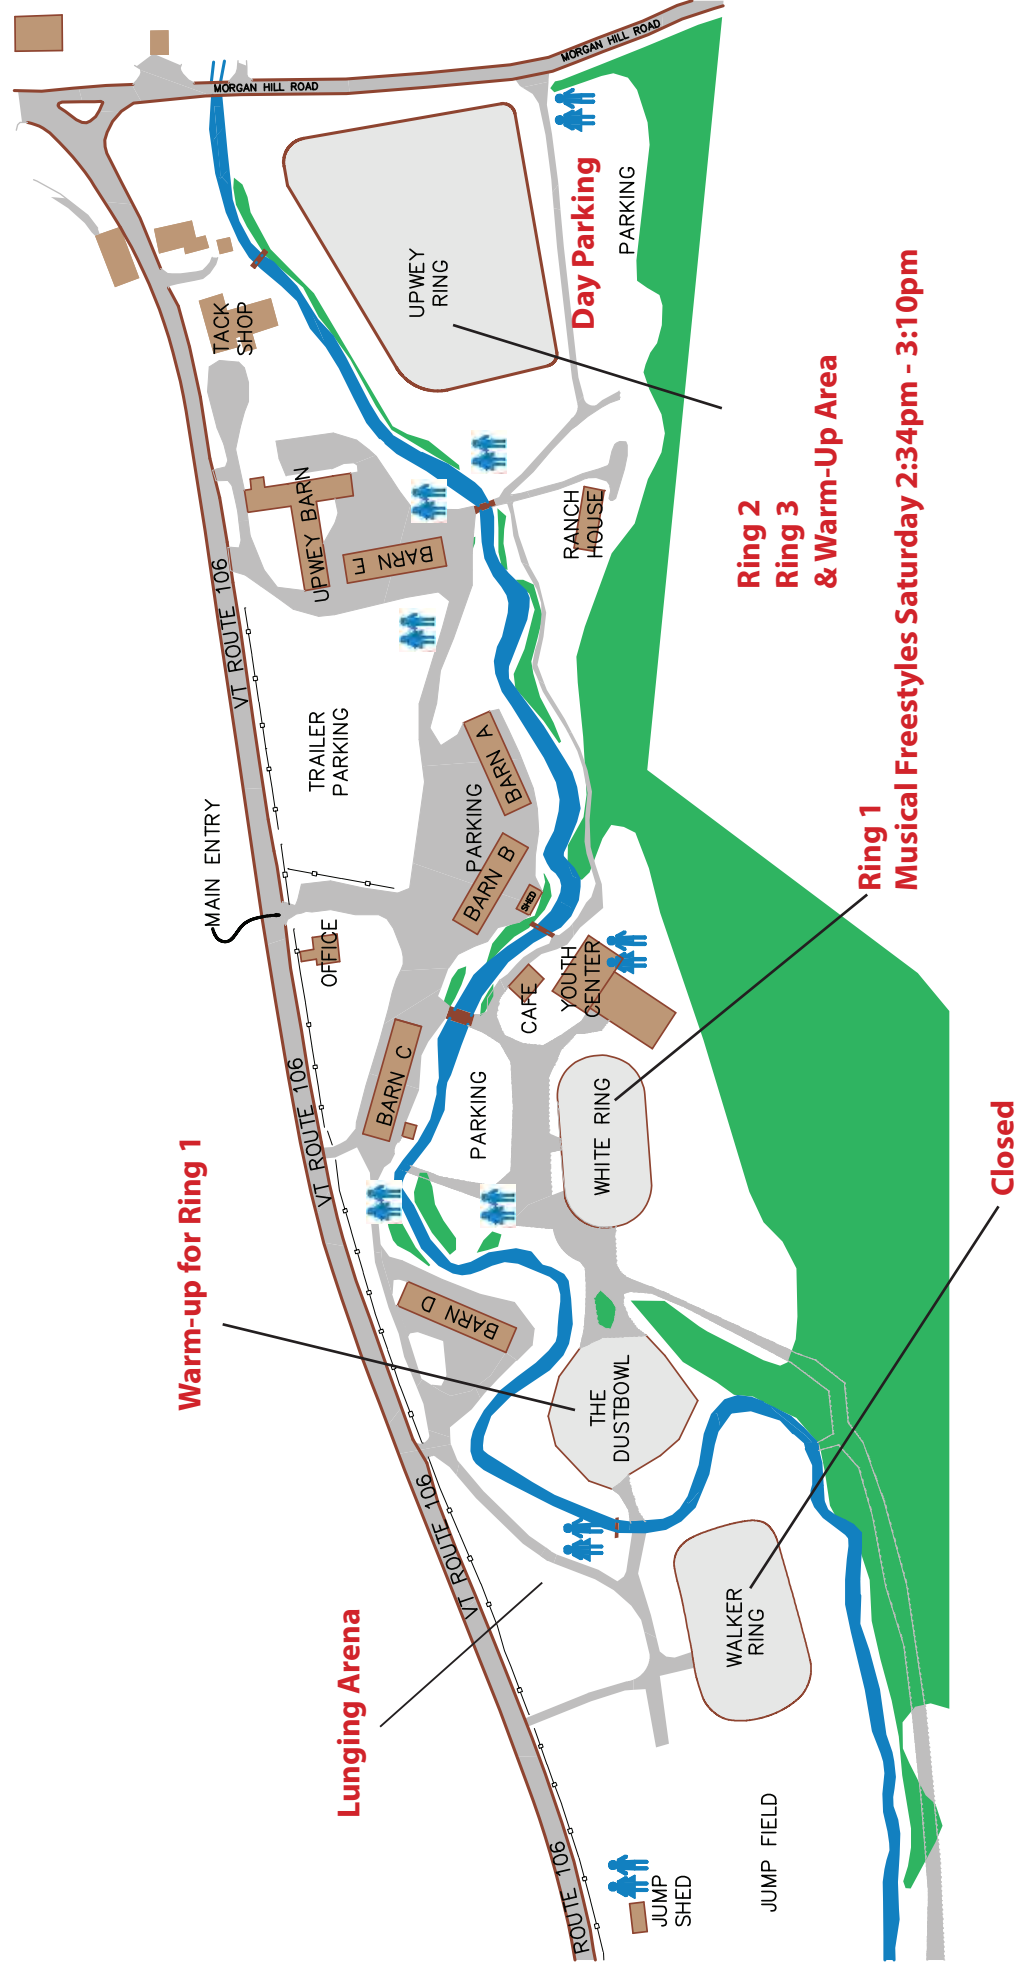 MORGAN HILL ROAD
MORGAN HILL ROAD
Day Parking
PARKING
UPWEY
RING
TACK
SHOP
Ring 2
Ring 3
& Warm-Up Area
UPWEY BARN
BARN E
RANCH
HOUSE
VT ROUTE 106
TRAILER
PARKING
MAIN ENTRY
BARN A
PARKING
BARN B
SHED
Ring 1
Musical Freestyles Saturday 2:34pm - 3:10pm
OFFICE
CAFE
YOUTH
CENTER
BARN C
VT ROUTE 106
PARKING
WHITE RING
Closed
Warm-up for Ring 1
BARN D
THE
DUSTBOWL
VT ROUTE 106
Lunging Arena
WALKER
RING
JUMP FIELD
JUMP
SHED
ROUTE 106